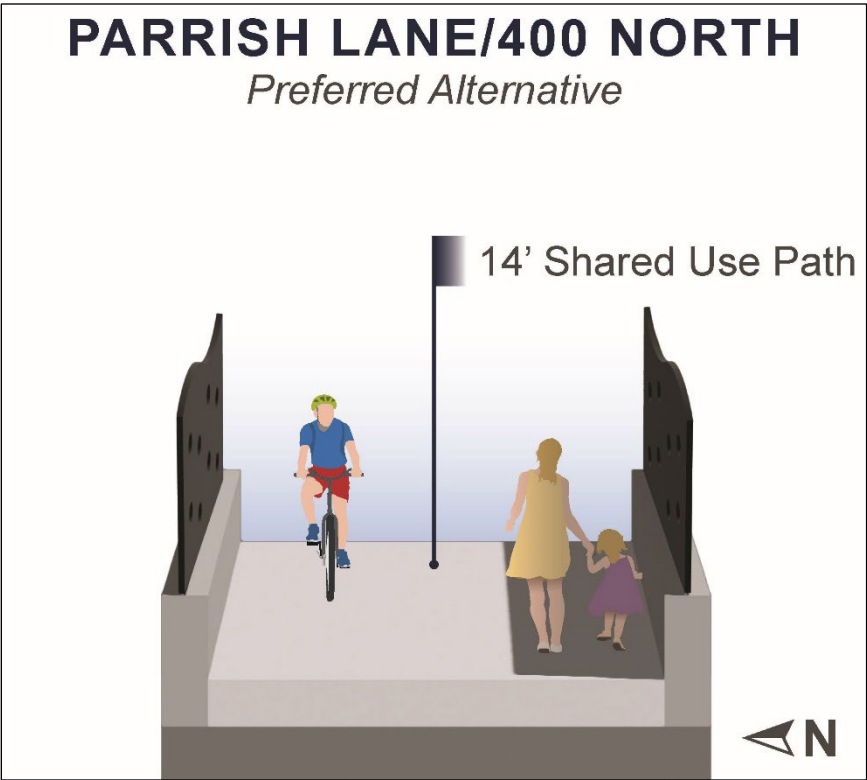 PARRISH LANE/400 NORTH
Preferred Alternative
14’ Shared Use Path
N